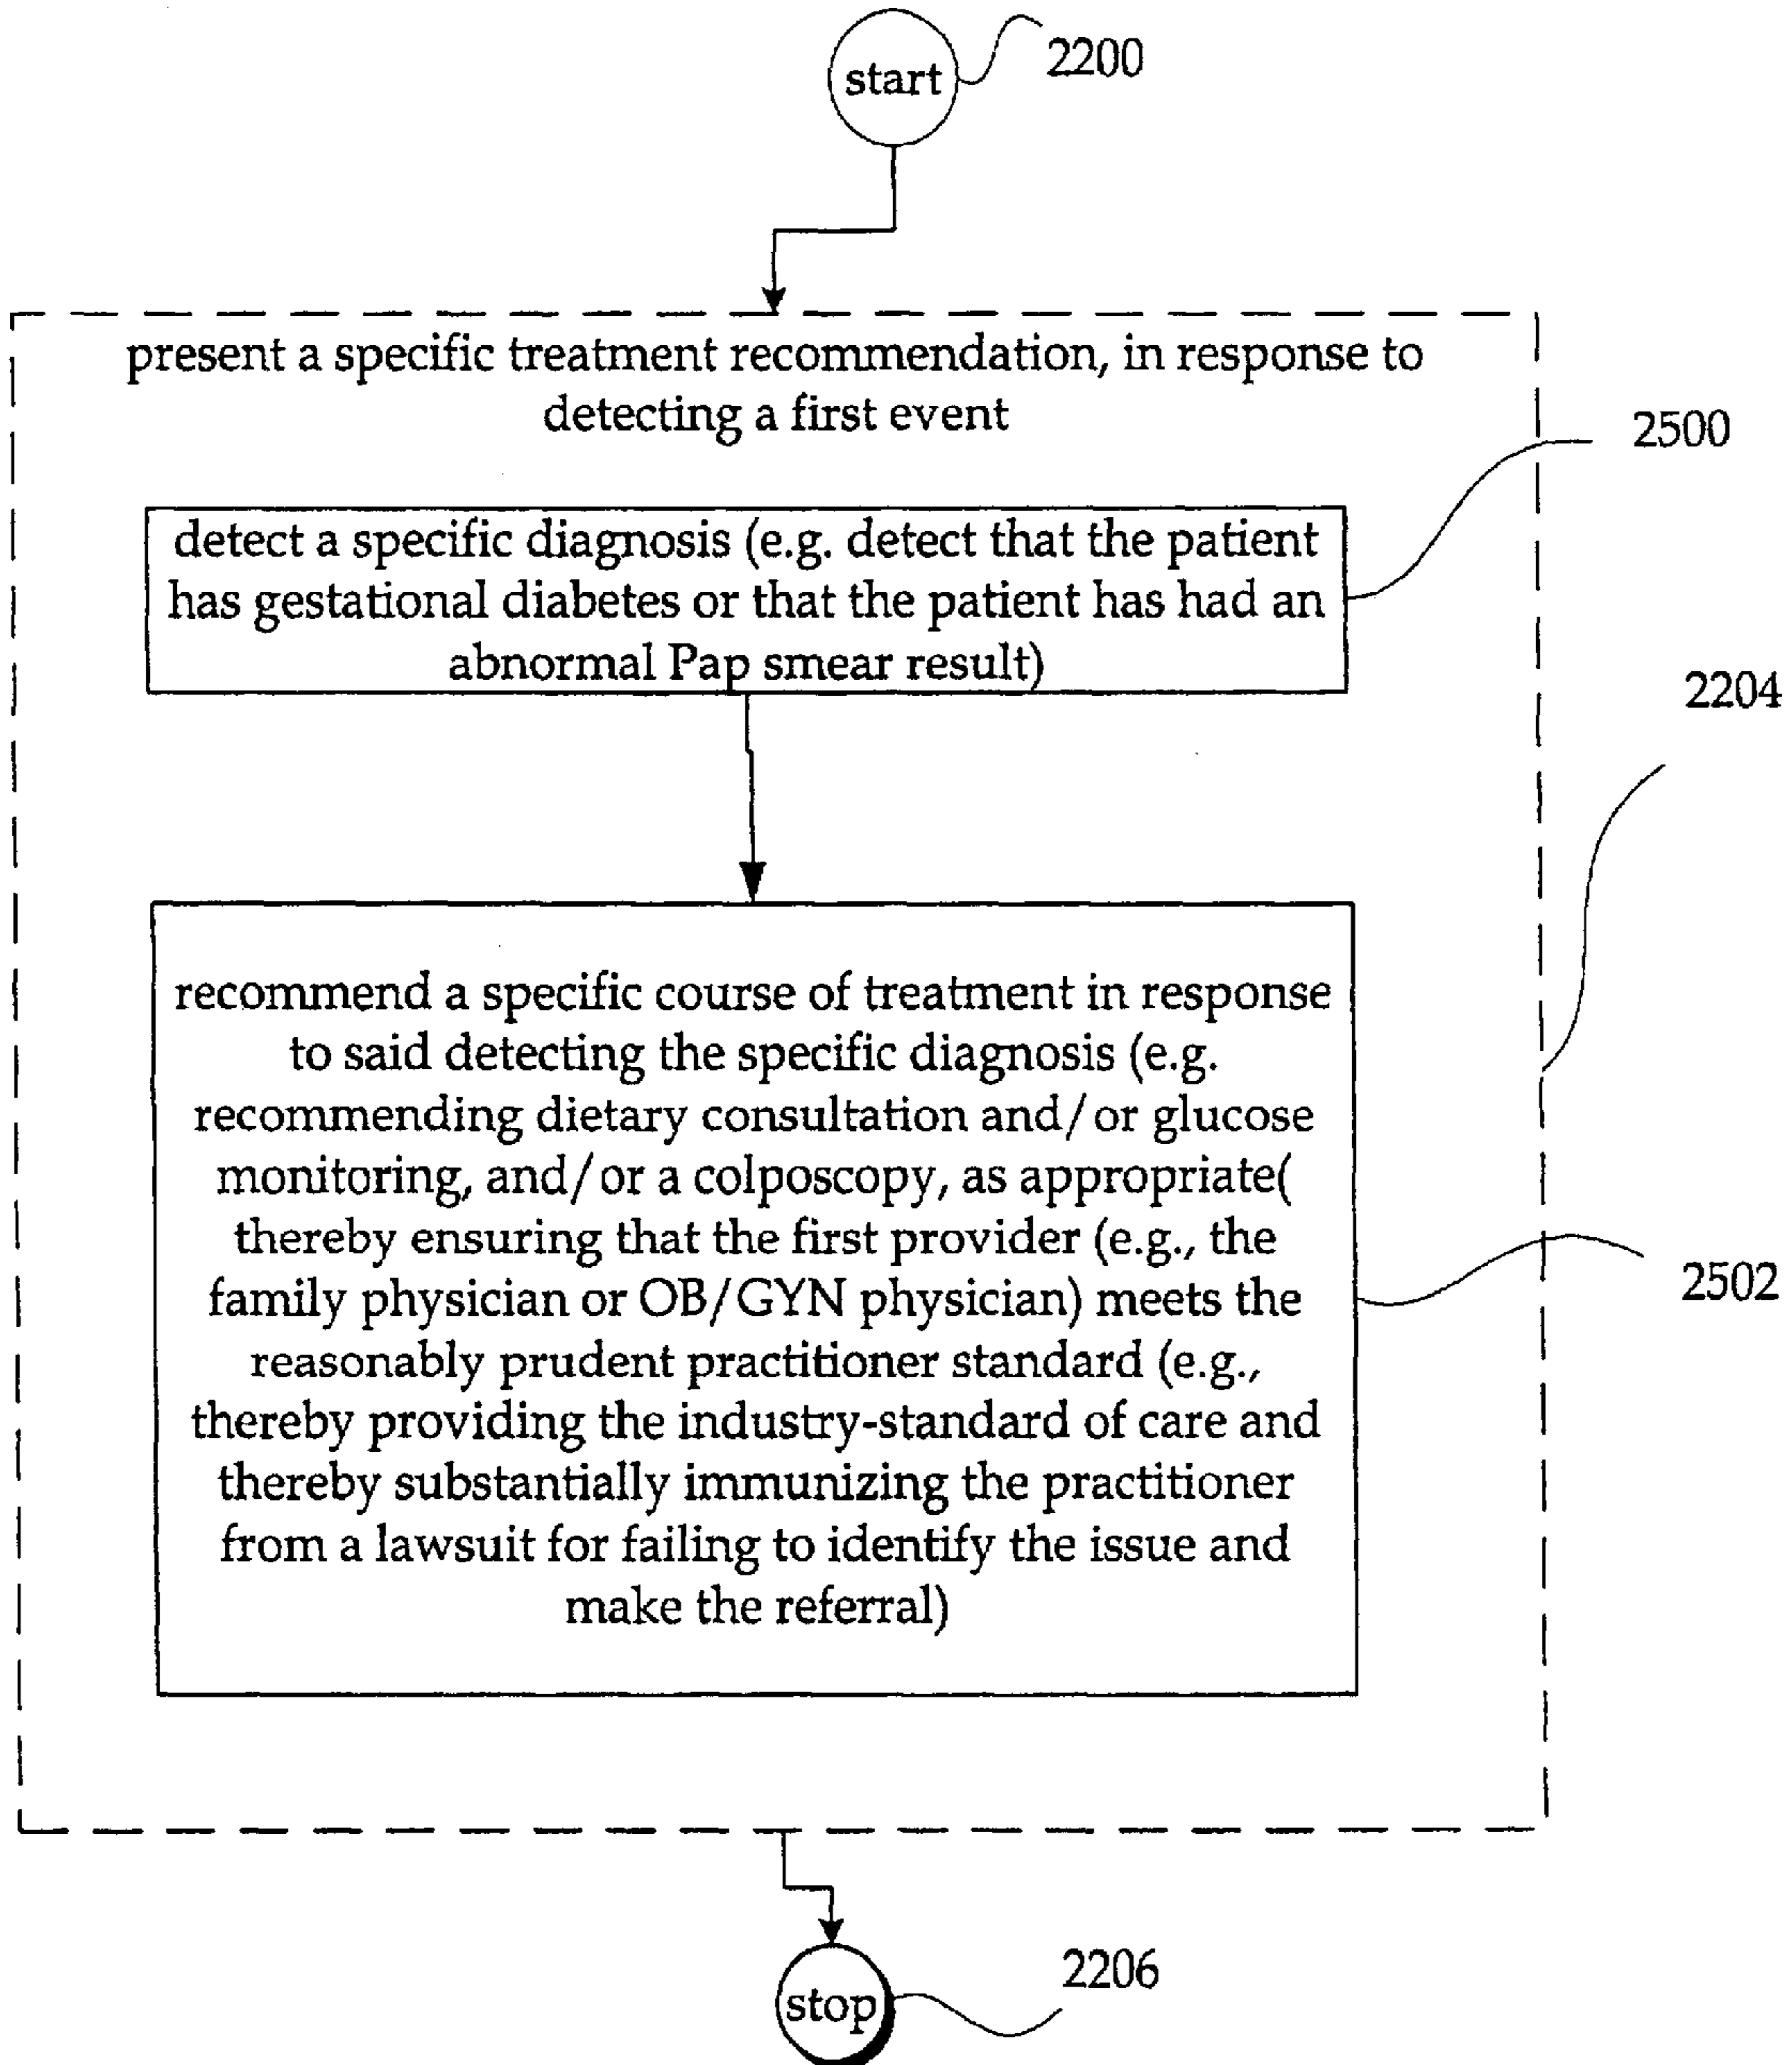 start
2200
present a specific treatment recommendation, in response to
detecting a first event
2500
detect a specific diagnosis (e.g. detect that the patient
has gestational diabetes or that the patient has had an
abnormal Pap smear result)
2204
recommend a specific course of treatment in response
to said detecting the specific diagnosis (e.g.
recommending dietary consultation and/or glucose
monitoring, and/or a colposcopy, as appropriate(
thereby ensuring that the first provider (e.g., the
family physician or OB/GYN physician) meets the
reasonably prudent practitioner standard (e.g.,
thereby providing the industry-standard of care and
thereby substantially immunizing the practitioner
from a lawsuit for failing to identify the issue and
make the referral)
2502
2206
stop